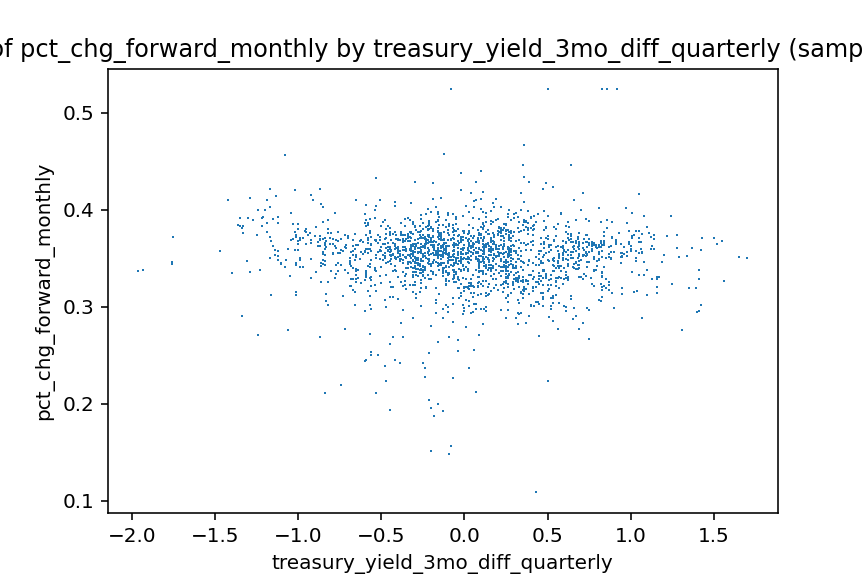 of pct_chg_forward_monthly by treasury_yield_3mo_diff_quarterly (samp
0.5
0.4
0.3
0.2
0.1
pct_chg_forward_monthly
−2.0 −1.5 −1.0 −0.5 0.0 0.5 1.0 1.5
treasury_yield_3mo_diff_quarterly